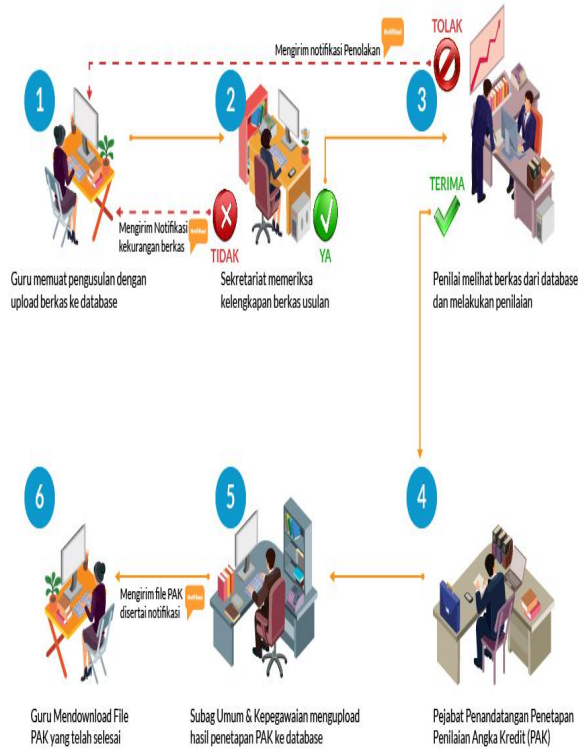 TOLAK
Notifikasi
Mengirim notifikasi Penolakan
1
2
3
TERIMA
Mengirim Notifikasi
kekurangan berkas
Notifikasi
TIDAK
YA
Guru memuat pengusulan dengan
upload berkas ke database
Sekretariat memeriksa
kelengkapan berkas usulan
Penilai melihat berkas dari database
dan melakukan penilaian
6
5
4
Mengirim file PAK
disertai notifikasi
Notifikasi
Guru Mendownload File
PAK yang telah selesai
Subag Umum & Kepegawaian mengupload
hasil penetapan PAK ke database
Pejabat Penandatangan Penetapan
Penilaian Angka Kredit (PAK)